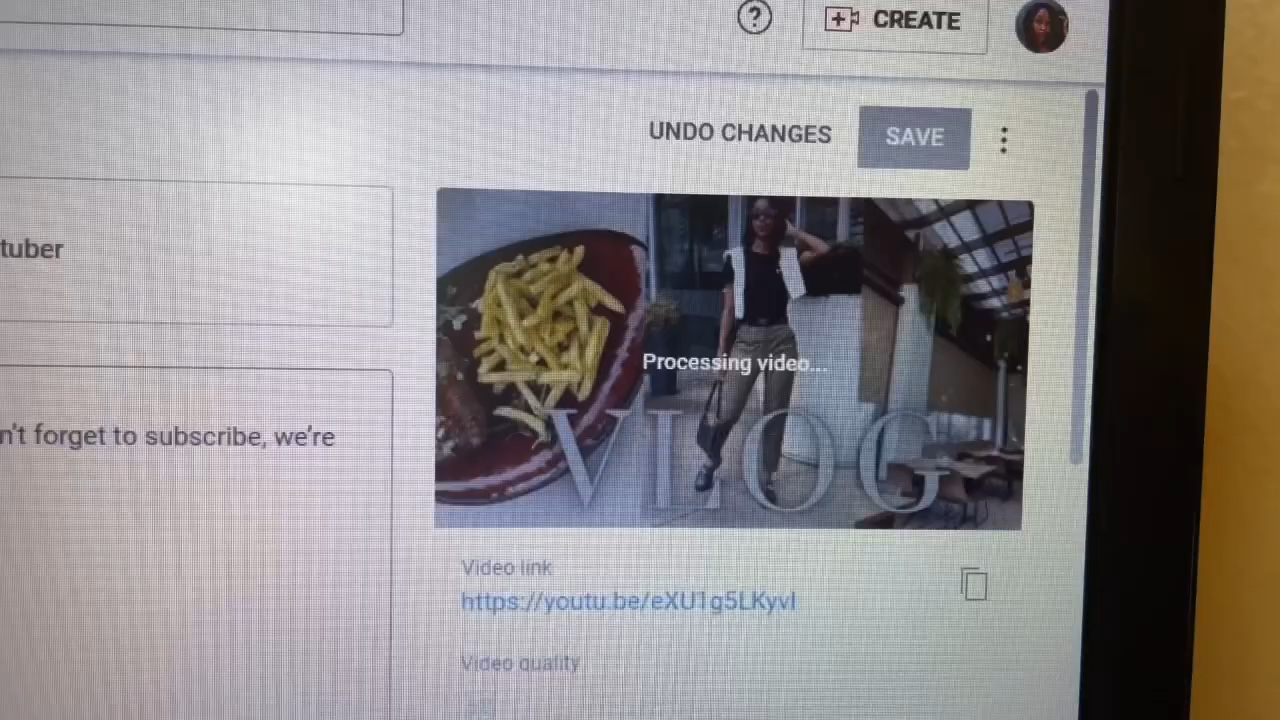 CREATE
UNDO CHANGES
SAVE
tuber
Processing video...
VLOG
n't forget to subscribe, we're
Video link
https://youtu.be/eXU1g5LKyvI
Video quality